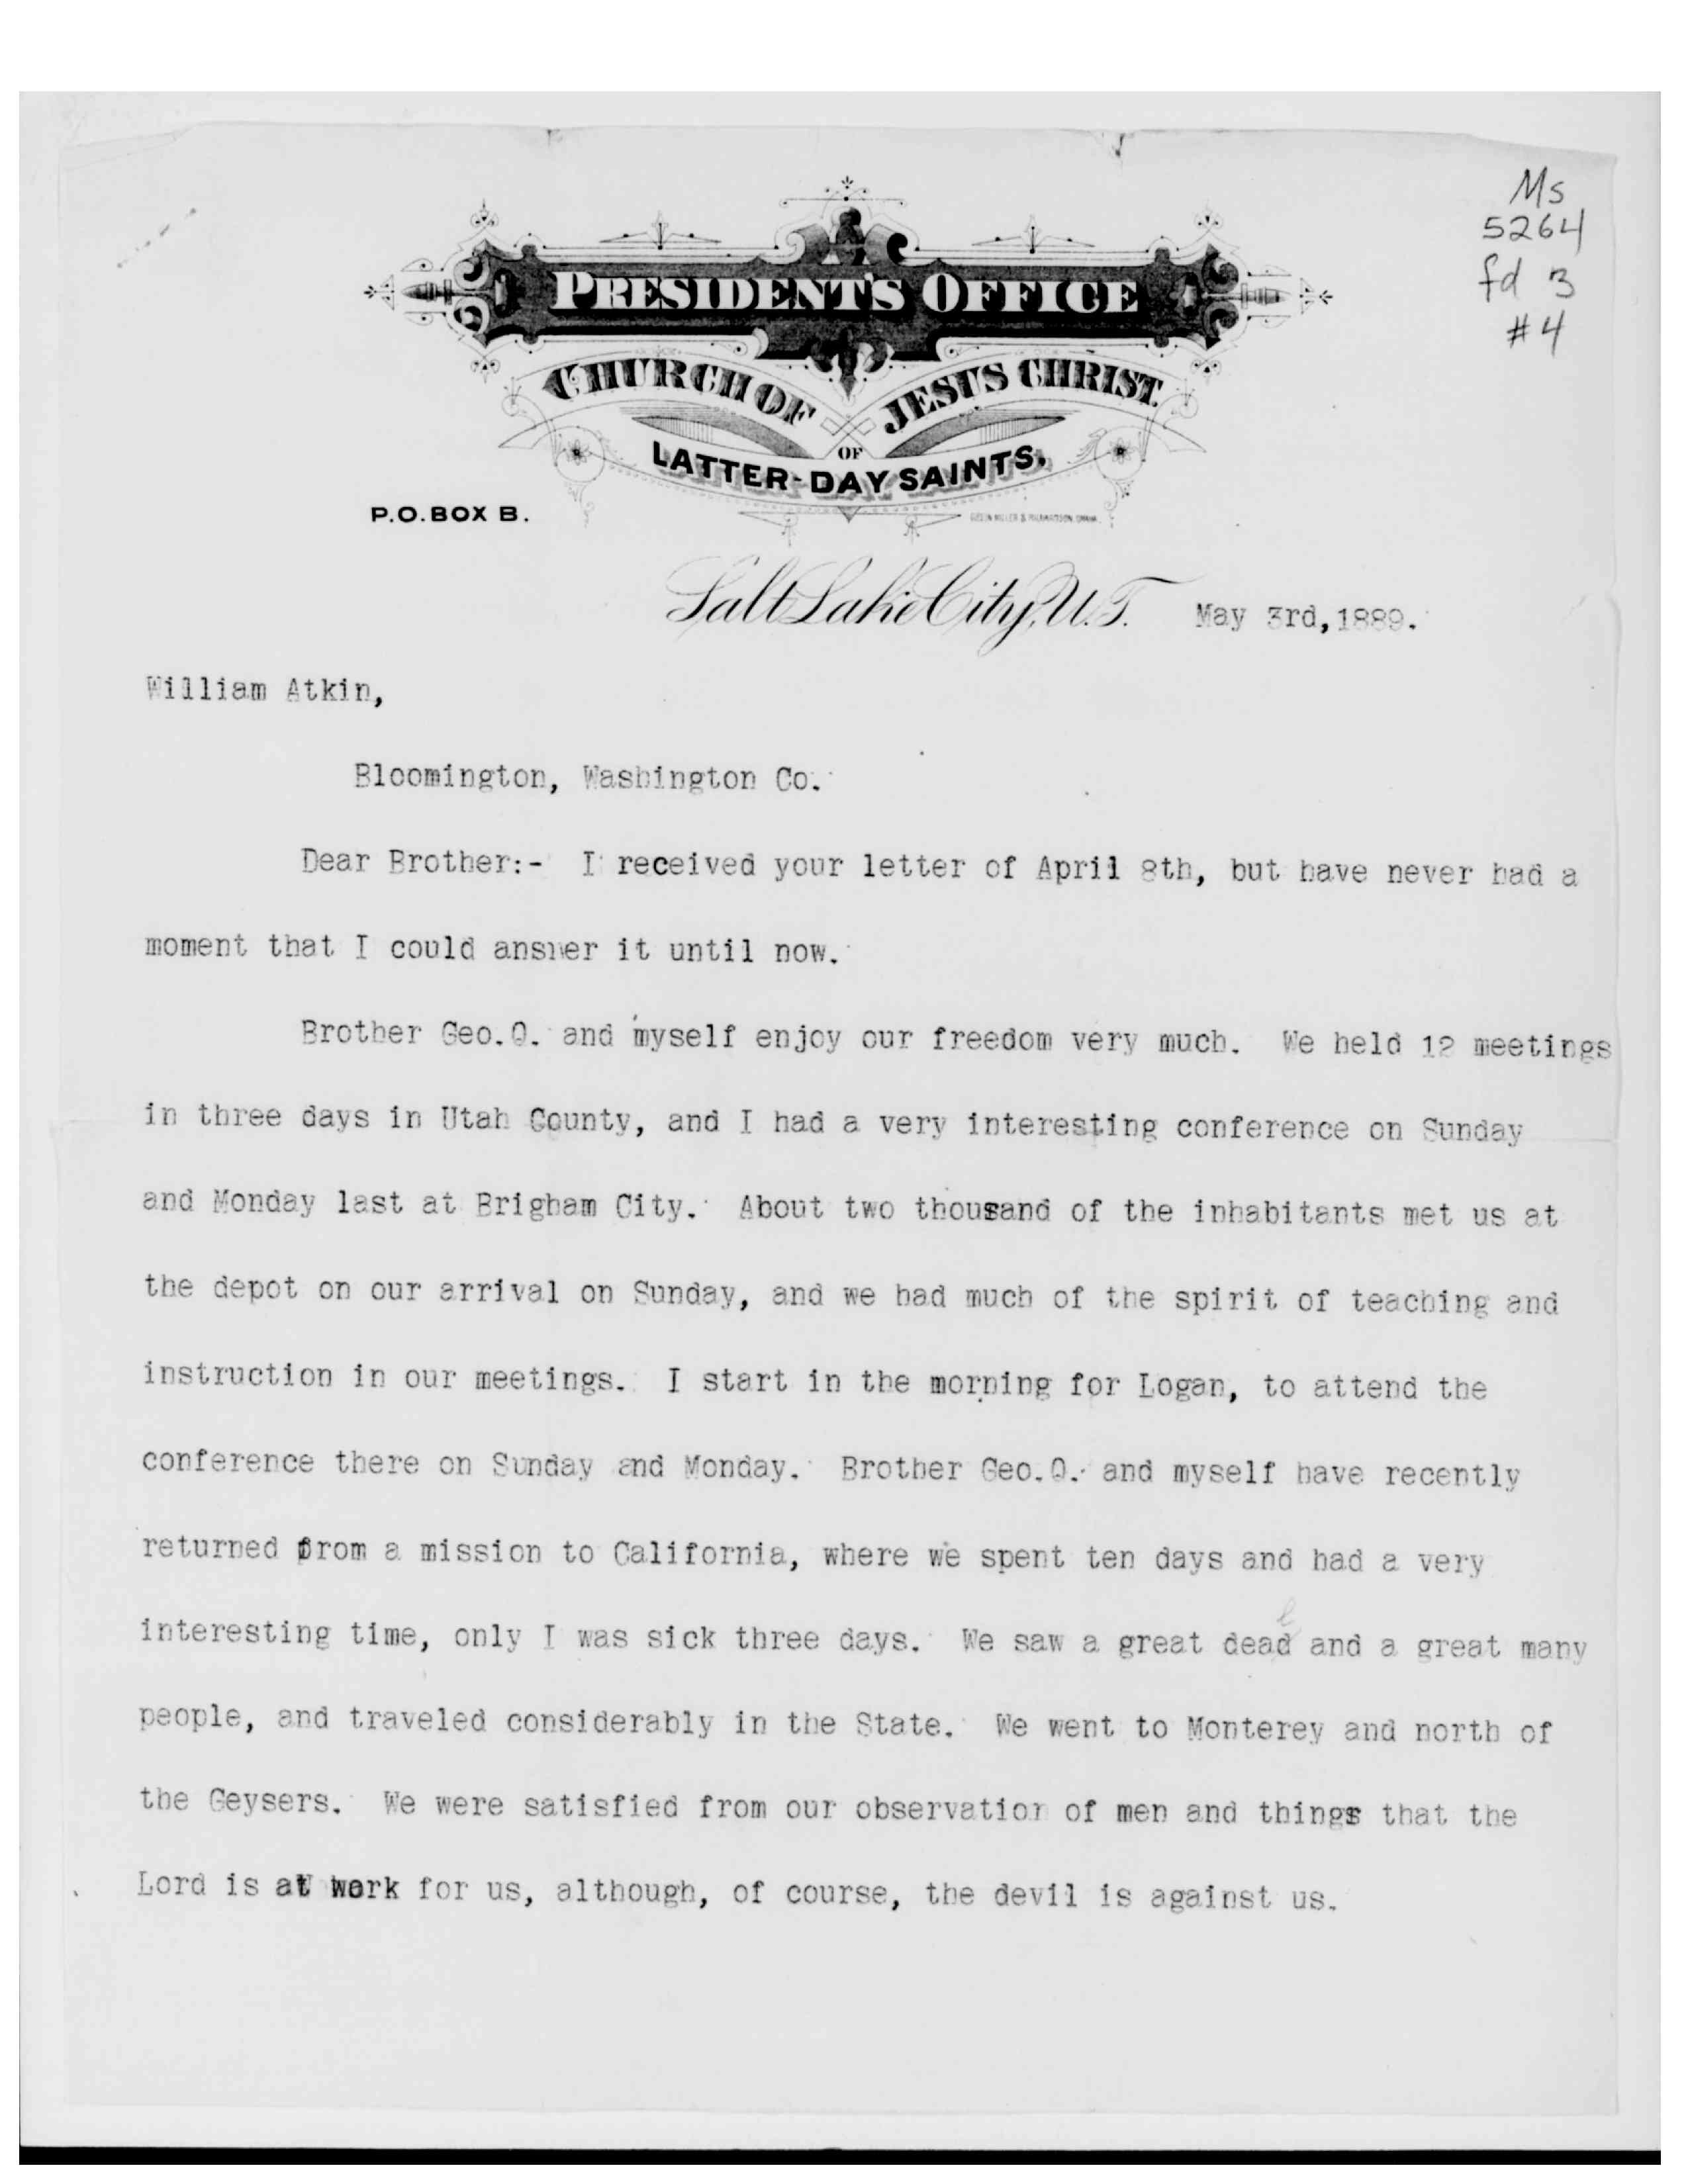 Ms
5264
fd 3
#4
PRESIDENT'S OFFICE
CHURCH OF JESUS CHRIST
OF
LATTER-DAY SAINTS.
P.O. BOX B.
Salt Lake City, U.T. May 3rd, 1889.
William Atkin,
Bloomington, Washington Co.
Dear Brother:- I received your letter of April 8th, but have never had a
moment that I could answer it until now.
Brother Geo. Q. and myself enjoy our freedom very much. We held 12 meetings
in three days in Utah County, and I had a very interesting conference on Sunday
and Monday last at Brigham City. About two thousand of the inhabitants met us at
the depot on our arrival on Sunday, and we had much of the spirit of teaching and
instruction in our meetings. I start in the morning for Logan, to attend the
conference there on Sunday and Monday. Brother Geo. Q. and myself have recently
returned from a mission to California, where we spent ten days and had a very
interesting time, only I was sick three days. We saw a great dead and a great many
people, and traveled considerably in the State. We went to Monterey and north of
the Geysers. We were satisfied from our observation of men and things that the
Lord is at work for us, although, of course, the devil is against us.